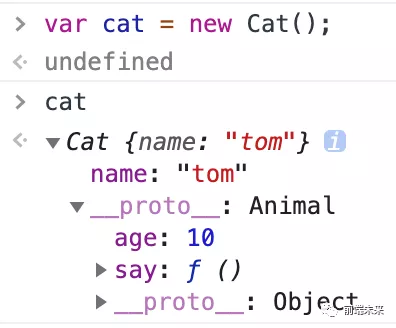 > var cat = new Cat();
<· undefined
> cat
<· ▼Cat {name: "tom"} i
name: "tom"
▼__proto__: Animal
age: 10
▶say: ƒ ()
▶__proto__: Object
前端未来